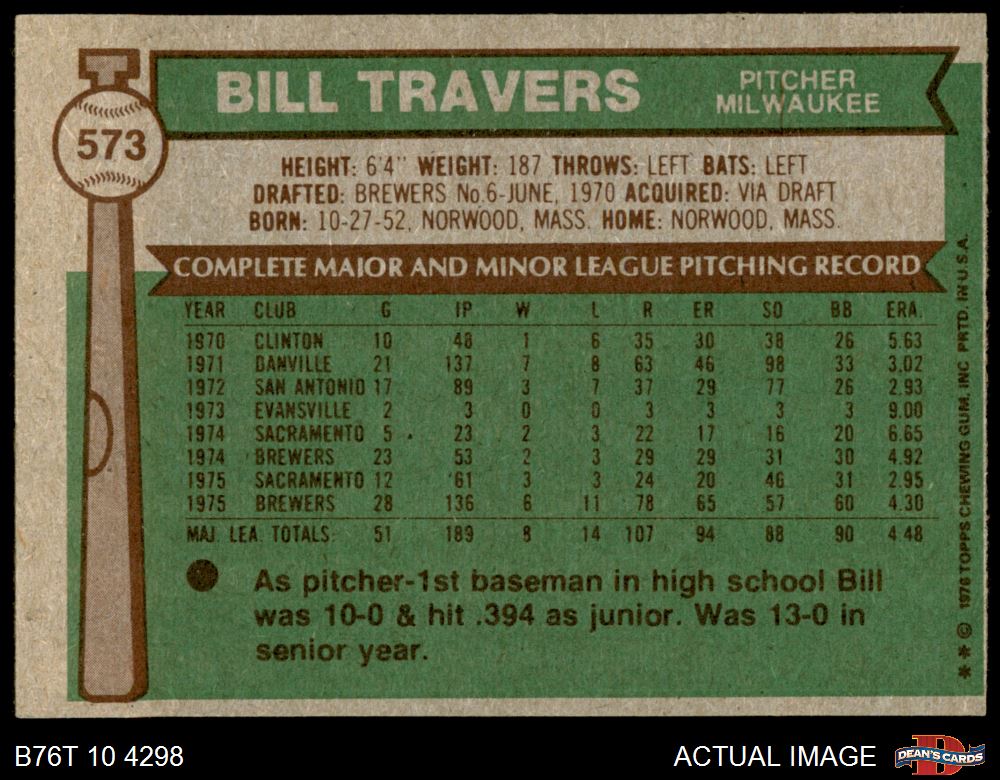 573
BILL TRAVERS
PITCHER
MILWAUKEE
HEIGHT: 6'4" WEIGHT: 187 THROWS: LEFT BATS: LEFT
DRAFTED: BREWERS No.6-JUNE, 1970 ACQUIRED: VIA DRAFT
BORN: 10-27-52, NORWOOD, MASS. HOME: NORWOOD, MASS.
COMPLETE MAJOR AND MINOR LEAGUE PITCHING RECORD
YEAR CLUB G IP W L R ER SO BB ERA.
1970 CLINTON 10 48 1 6 35 30 38 26 5.63
1971 DANVILLE 21 137 7 8 63 46 98 33 3.02
1972 SAN ANTONIO 17 89 3 7 37 29 77 26 2.93
1973 EVANSVILLE 2 3 0 0 3 3 3 3 9.00
1974 SACRAMENTO 5 23 2 3 22 17 16 20 6.65
1974 BREWERS 23 53 2 3 29 29 31 30 4.92
1975 SACRAMENTO 12 61 3 3 24 20 46 31 2.95
1975 BREWERS 28 136 6 11 78 65 57 60 4.30
MAJ. LEA. TOTALS: 51 189 8 14 107 94 88 90 4.48
As pitcher-1st baseman in high school Bill
was 10-0 & hit .394 as junior. Was 13-0 in
senior year.
* * © 1976 TOPPS CHEWING GUM, INC. PRTD. IN U.S.A.
B76T 10 4298
ACTUAL IMAGE
D
DEAN'S CARDS